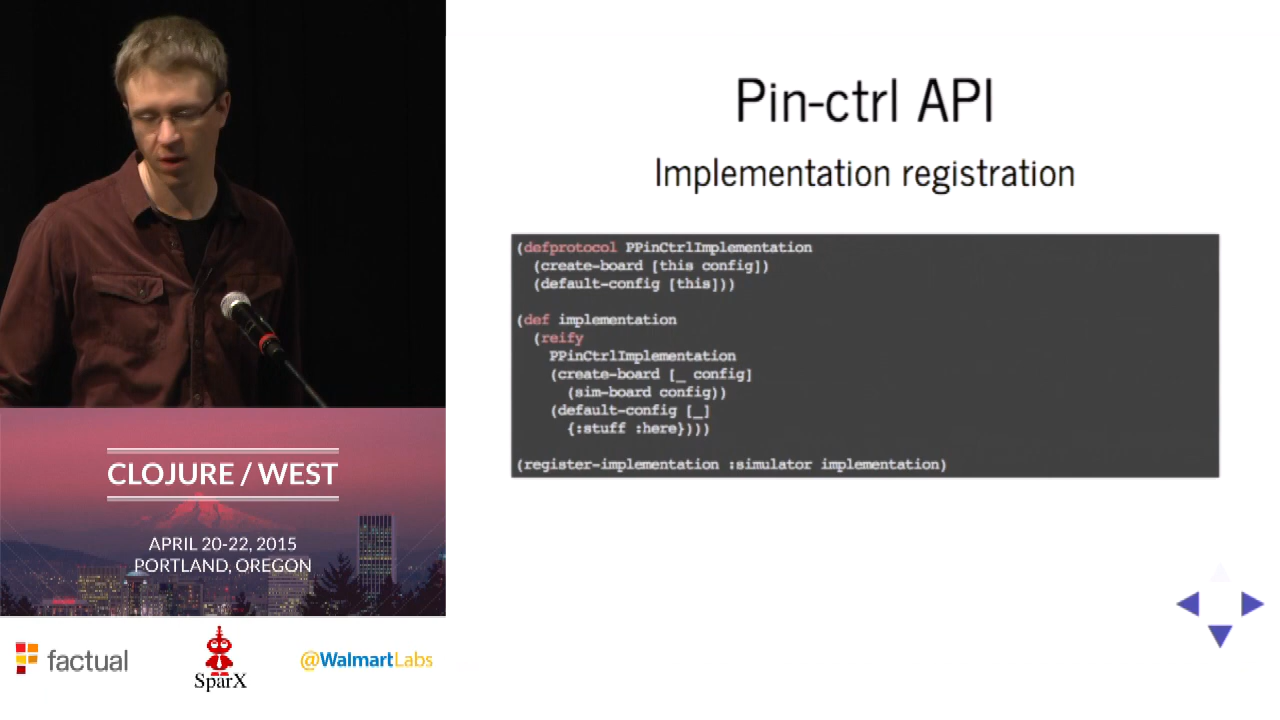 Pin-ctrl API
Implementation registration
(defprotocol PPinCtrlImplementation
  (create-board [this config])
  (default-config [this]))
(def implementation
  (reify
    PPinCtrlImplementation
    (create-board [_ config]
      (sim-board config))
    (default-config [_]
      {:stuff :here})))
(register-implementation :simulator implementation)
CLOJURE / WEST
APRIL 20-22, 2015
PORTLAND, OREGON
factual
SparX
@WalmartLabs